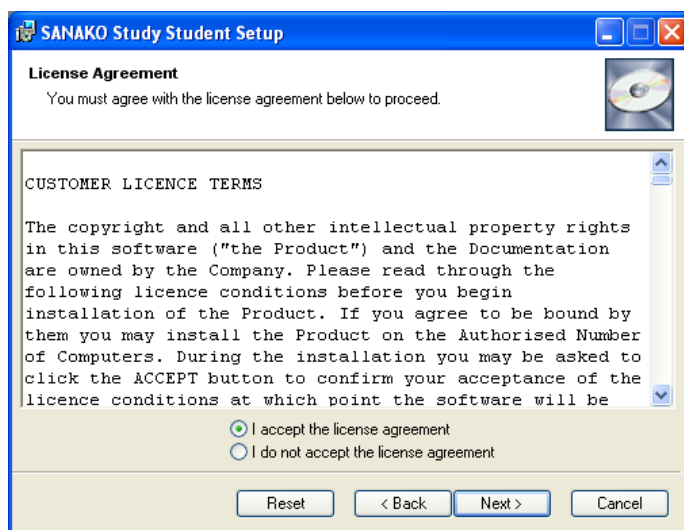 SANAKO Study Student Setup
License Agreement
You must agree with the license agreement below to proceed.
CUSTOMER LICENCE TERMS
The copyright and all other intellectual property rights
in this software ("the Product") and the Documentation
are owned by the Company. Please read through the
following licence conditions before you begin
installation of the Product. If you agree to be bound by
them you may install the Product on the Authorised Number
of Computers. During the installation you may be asked to
click the ACCEPT button to confirm your acceptance of the
licence conditions at which point the software will be
I accept the license agreement
I do not accept the license agreement
Reset < Back Next > Cancel